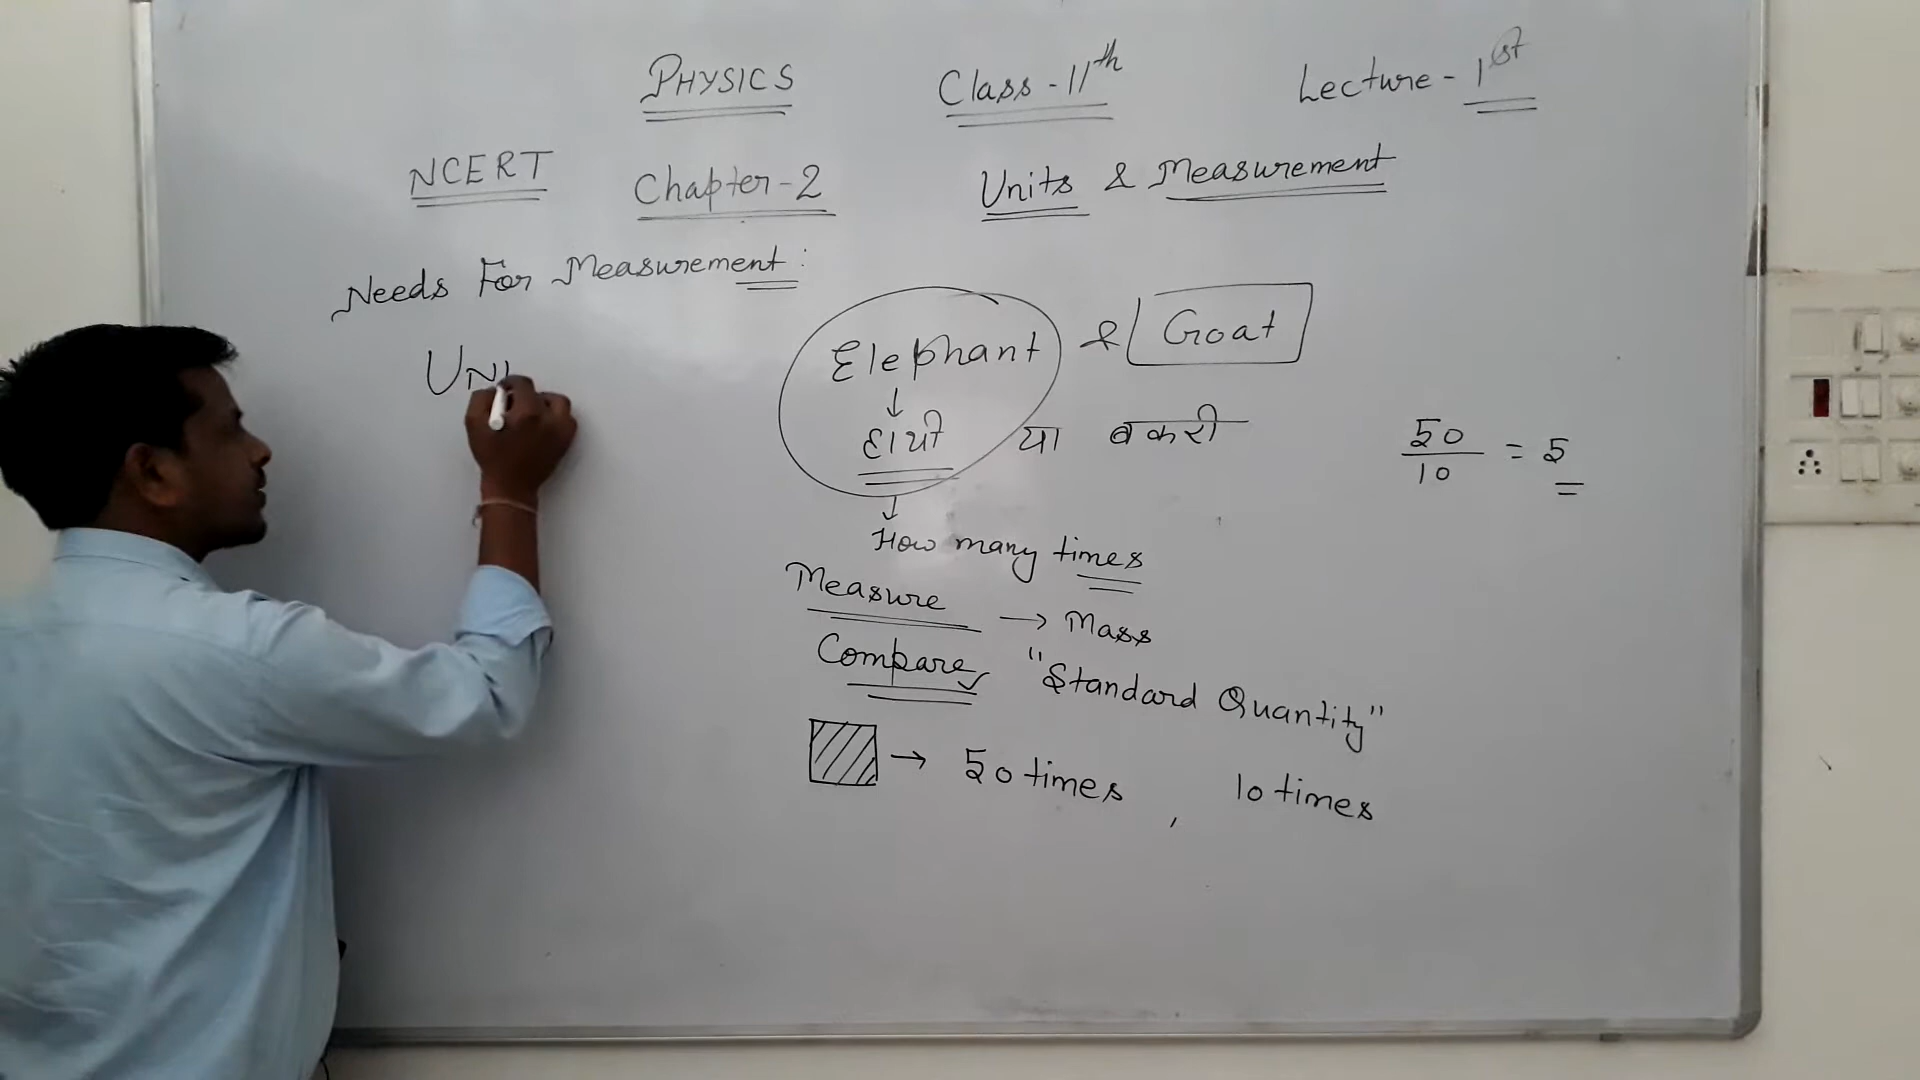 PHYSICS Class-11th Lecture-1st
NCERT Chapter-2 Units & Measurement
Needs For Measurement:
UNI
Elephant & Goat
↓
हाथी या बकरी
50/10 = 5
↓
How many times
Measure → Mass
Compare ✓ "Standard Quantity"
→ 50 times , 10 times